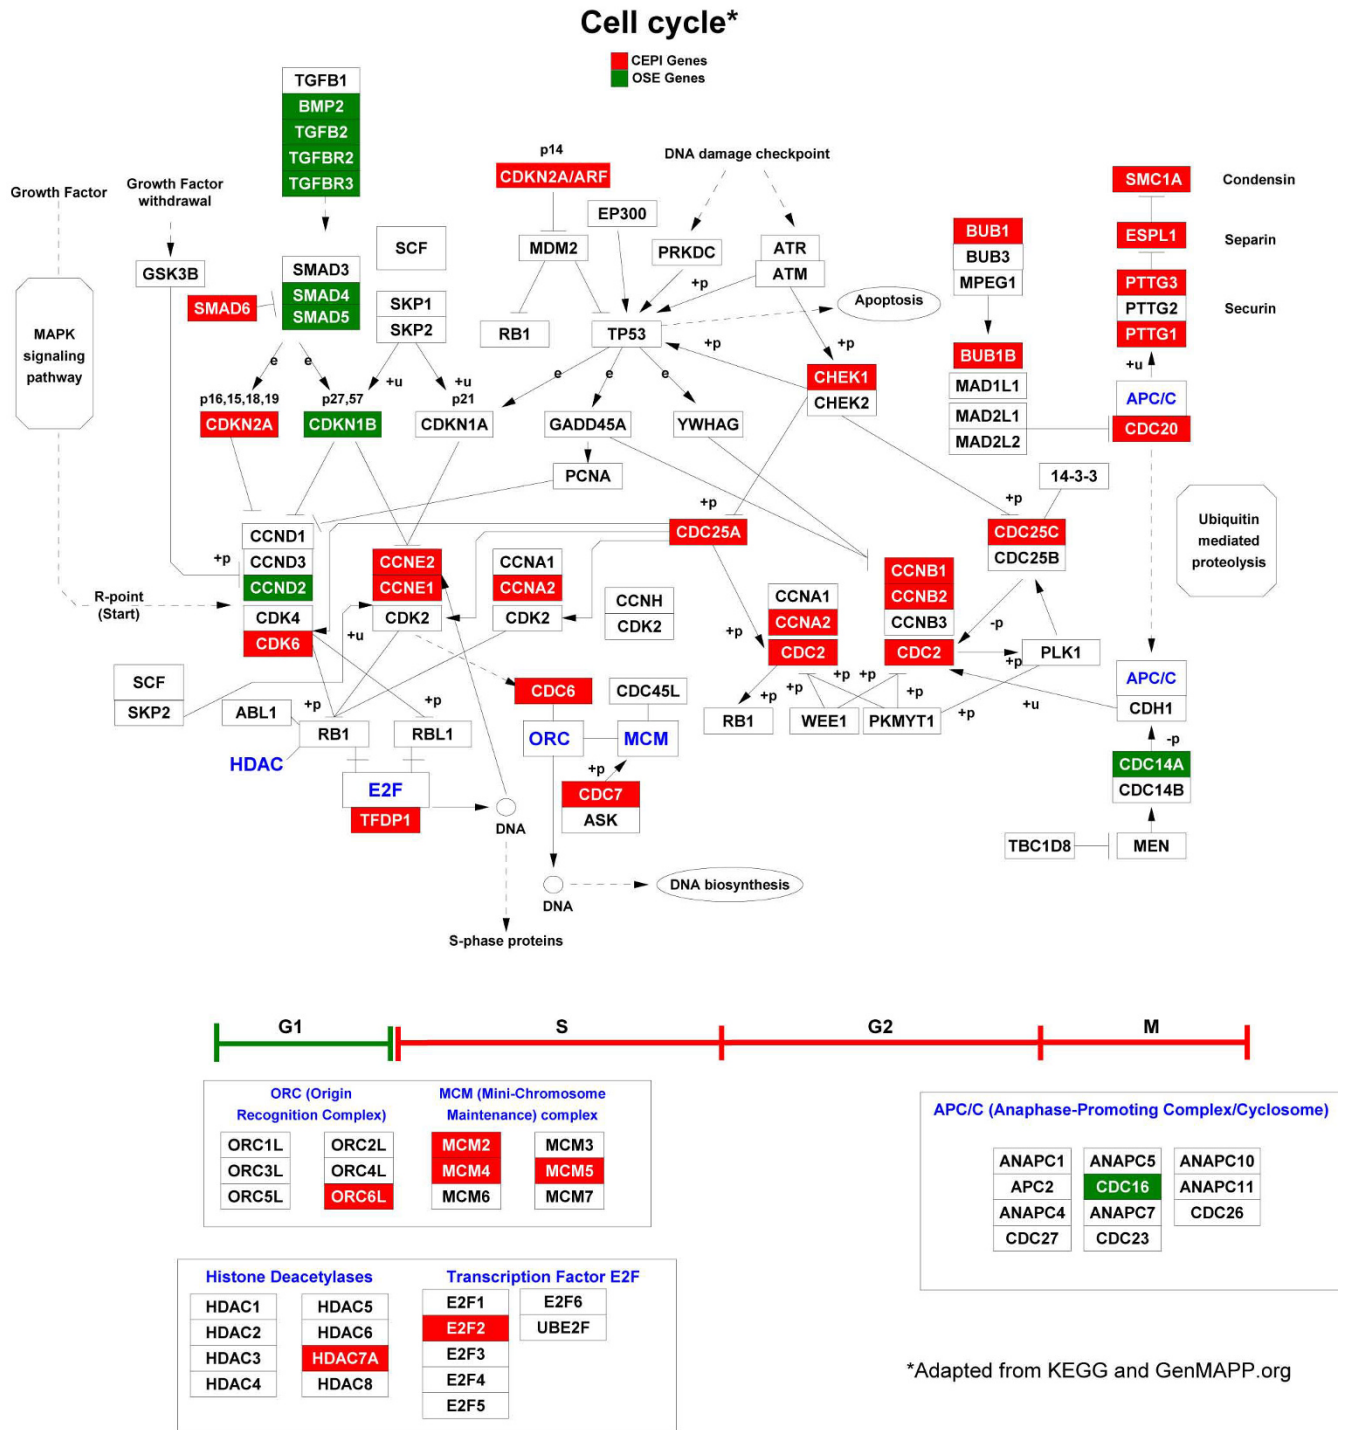 Cell cycle*
CEPI Genes
OSE Genes
TGFB1
BMP2
TGFB2
TGFBR2
TGFBR3
p14
CDKN2A/ARF
DNA damage checkpoint
SMC1A
Condensin
Growth Factor
Growth Factor
withdrawal
EP300
SCF
MDM2
PRKDC
ATR
ATM
BUB1
BUB3
MPEG1
ESPL1
Separin
GSK3B
SMAD3
SMAD4
SMAD5
SMAD6
+p
PTTG3
PTTG2
PTTG1
Securin
SKP1
SKP2
Apoptosis
MAPK
signaling
pathway
RB1
TP53
+p
+p
BUB1B
MAD1L1
MAD2L1
MAD2L2
+u
e
e
+u
+u
e
e
e
CHEK1
CHEK2
APC/C
CDC20
p16,15,18,19
p27,57
p21
CDKN2A
CDKN1B
CDKN1A
GADD45A
YWHAG
PCNA
14-3-3
+p
+p
CDC25A
CDC25C
CDC25B
Ubiquitin
mediated
proteolysis
CCND1
CCND3
CCND2
+p
CCNE2
CCNE1
CCNA1
CCNA2
CCNB1
CCNB2
CCNB3
R-point
(Start)
CDK4
CDK6
CDK2
CDK2
CCNH
CDK2
CCNA1
CCNA2
CDC2
CDC2
+u
+p
-p
+p
PLK1
SCF
SKP2
CDC6
CDC45L
APC/C
CDH1
ABL1
+p
+p
RB1
RBL1
HDAC
ORC
MCM
RB1
WEE1
PKMYT1
+p
+p
+p
+p
+p
+p
+u
-p
E2F
TFDP1
DNA
+p
CDC7
ASK
CDC14A
CDC14B
TBC1D8
MEN
DNA
DNA biosynthesis
S-phase proteins
G1
S
G2
M
ORC (Origin
Recognition Complex)
ORC1L
ORC2L
ORC3L
ORC4L
ORC5L
ORC6L
MCM (Mini-Chromosome
Maintenance) complex
MCM2
MCM3
MCM4
MCM5
MCM6
MCM7
APC/C (Anaphase-Promoting Complex/Cyclosome)
ANAPC1
ANAPC5
ANAPC10
APC2
CDC16
ANAPC11
ANAPC4
ANAPC7
CDC26
CDC27
CDC23
Histone Deacetylases
HDAC1
HDAC5
HDAC2
HDAC6
HDAC3
HDAC7A
HDAC4
HDAC8
Transcription Factor E2F
E2F1
E2F6
E2F2
UBE2F
E2F3
E2F4
E2F5
*Adapted from KEGG and GenMAPP.org